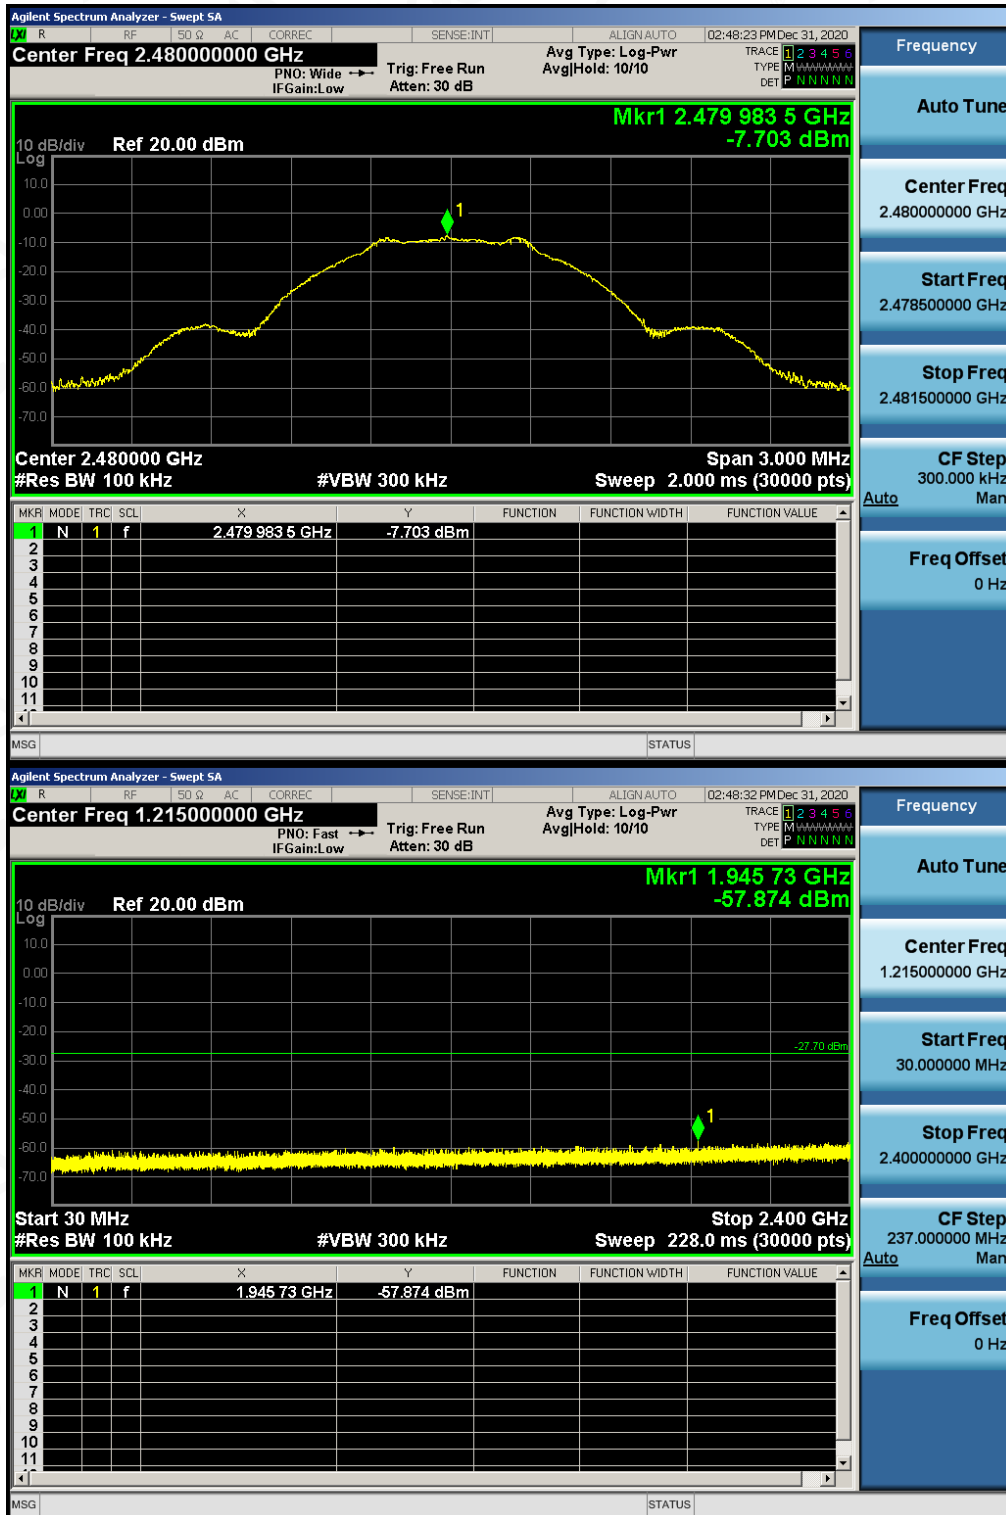 Agilent Spectrum Analyzer - Swept SA
LXI R RF 50 Ω AC CORREC SENSE:INT ALIGN AUTO 02:48:23 PM Dec 31, 2020
Center Freq 2.480000000 GHz
PNO: Wide
IFGain:Low
Trig: Free Run
Atten: 30 dB
Avg Type: Log-Pwr
Avg|Hold: 10/10
TRACE 1 2 3 4 5 6
TYPE M WWWWW
DET P N N N N N
Frequency
Auto Tune
Center Freq
2.480000000 GHz
Start Freq
2.478500000 GHz
Stop Freq
2.481500000 GHz
CF Step
300.000 kHz
Auto Man
Freq Offset
0 Hz
Mkr1 2.479 983 5 GHz
-7.703 dBm
10 dB/div Ref 20.00 dBm
Log
10.0
0.00
-10.0
-20.0
-30.0
-40.0
-50.0
-60.0
-70.0
1
Center 2.480000 GHz Span 3.000 MHz
#Res BW 100 kHz #VBW 300 kHz Sweep 2.000 ms (30000 pts)
MKR MODE TRC SCL X Y FUNCTION FUNCTION WIDTH FUNCTION VALUE
1 N 1 f 2.479 983 5 GHz -7.703 dBm
2
3
4
5
6
7
8
9
10
11
MSG STATUS
Agilent Spectrum Analyzer - Swept SA
LXI R RF 50 Ω AC CORREC SENSE:INT ALIGN AUTO 02:48:32 PM Dec 31, 2020
Center Freq 1.215000000 GHz
PNO: Fast
IFGain:Low
Trig: Free Run
Atten: 30 dB
Avg Type: Log-Pwr
Avg|Hold: 10/10
TRACE 1 2 3 4 5 6
TYPE M WWWWW
DET P N N N N N
Frequency
Auto Tune
Center Freq
1.215000000 GHz
Start Freq
30.000000 MHz
Stop Freq
2.400000000 GHz
CF Step
237.000000 MHz
Auto Man
Freq Offset
0 Hz
Mkr1 1.945 73 GHz
-57.874 dBm
10 dB/div Ref 20.00 dBm
Log
10.0
0.00
-10.0
-20.0
-30.0
-40.0
-50.0
-60.0
-70.0
-27.70 dBm
1
Start 30 MHz Stop 2.400 GHz
#Res BW 100 kHz #VBW 300 kHz Sweep 228.0 ms (30000 pts)
MKR MODE TRC SCL X Y FUNCTION FUNCTION WIDTH FUNCTION VALUE
1 N 1 f 1.945 73 GHz -57.874 dBm
2
3
4
5
6
7
8
9
10
11
MSG STATUS